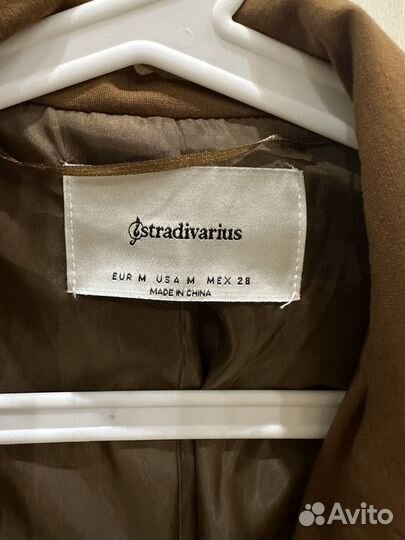 stradivarius
EUR M USA M MEX 28
MADE IN CHINA
Avito